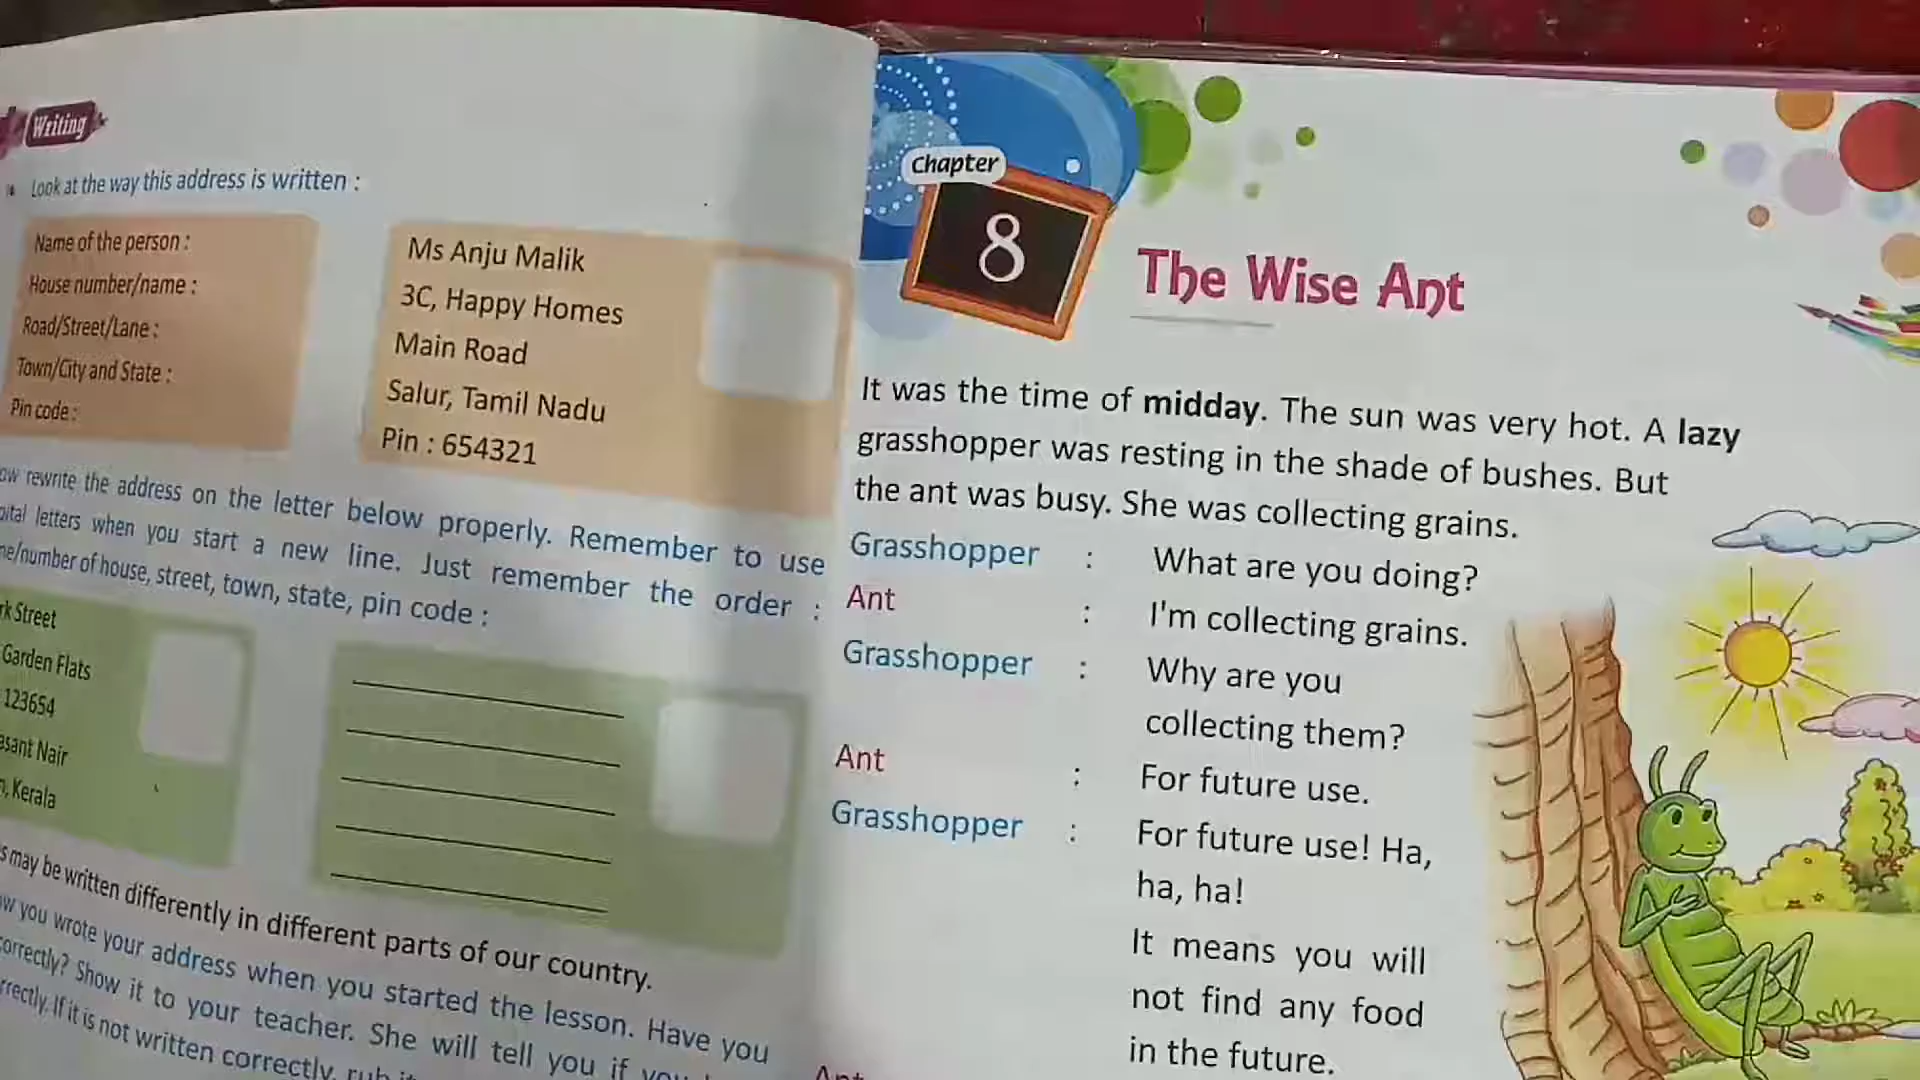 Writing
Look at the way this address is written :
Name of the person :
House number/name :
Road/Street/Lane :
Town/City and State :
Pin code :
Ms Anju Malik
3C, Happy Homes
Main Road
Salur, Tamil Nadu
Pin : 654321
rewrite the address on the letter below properly. Remember to use
letters when you start a new line. Just remember the order :
/number of house, street, town, state, pin code :
Street
Garden Flats
123654
Nair
Kerala
may be written differently in different parts of our country.
you wrote your address when you started the lesson. Have you
correctly? Show it to your teacher. She will tell you if
If it is not written correctly,
Chapter
8
The Wise Ant
It was the time of midday. The sun was very hot. A lazy
grasshopper was resting in the shade of bushes. But
the ant was busy. She was collecting grains.
Grasshopper : What are you doing?
Ant : I'm collecting grains.
Grasshopper : Why are you
collecting them?
Ant : For future use.
Grasshopper : For future use! Ha,
ha, ha!
It means you will
not find any food
in the future.
Ant